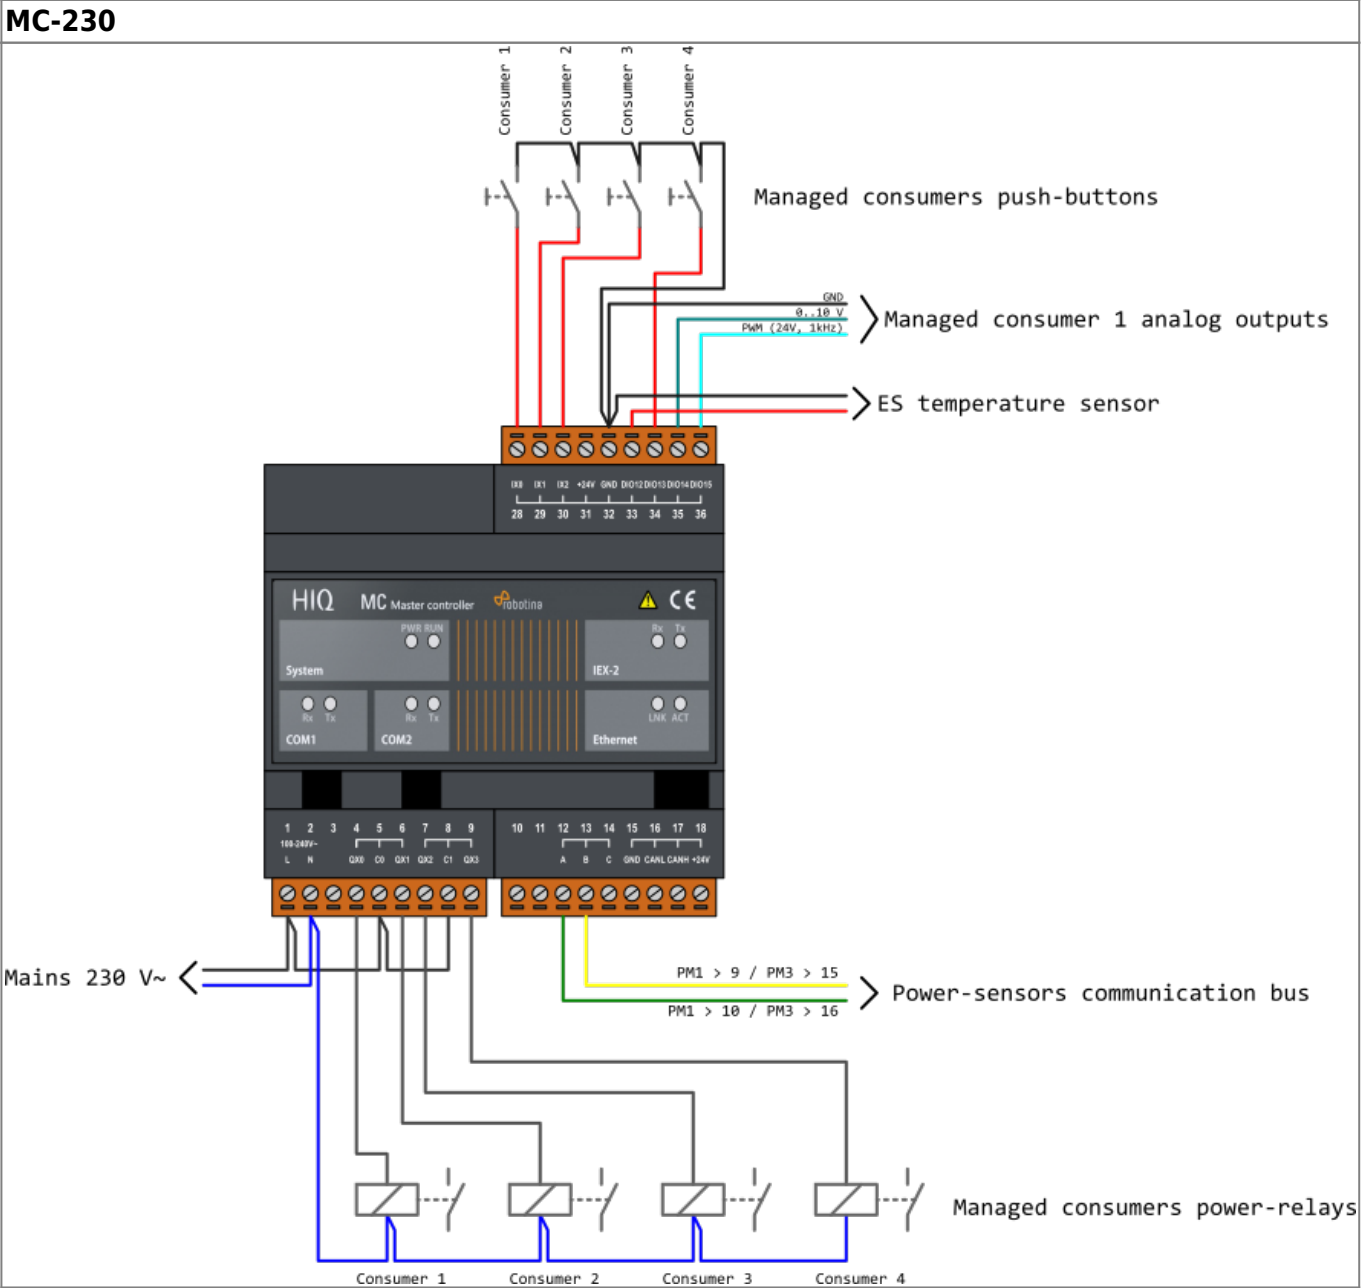 MC-230
Consumer 1
Consumer 2
Consumer 3
Consumer 4
Managed consumers push-buttons
GND
0..10 V
PWM (24V, 1kHz)
Managed consumer 1 analog outputs
ES temperature sensor
IX0 IX1 IX2 +24V GND DIO12 DIO13 DIO14 DIO15
28 29 30 31 32 33 34 35 36
HIQ MC Master controller robotina CE
PWR RUN
System
Rx Tx
IEX-2
Rx Tx
COM1
Rx Tx
COM2
LNK ACT
Ethernet
1 2 3 4 5 6 7 8 9
100-240V~
L N QX0 C0 QX1 QX2 C1 QX3
10 11 12 13 14 15 16 17 18
A B C GND CANL CANH +24V
Mains 230 V~
PM1 > 9 / PM3 > 15
Power-sensors communication bus
PM1 > 10 / PM3 > 16
Managed consumers power-relays
Consumer 1
Consumer 2
Consumer 3
Consumer 4